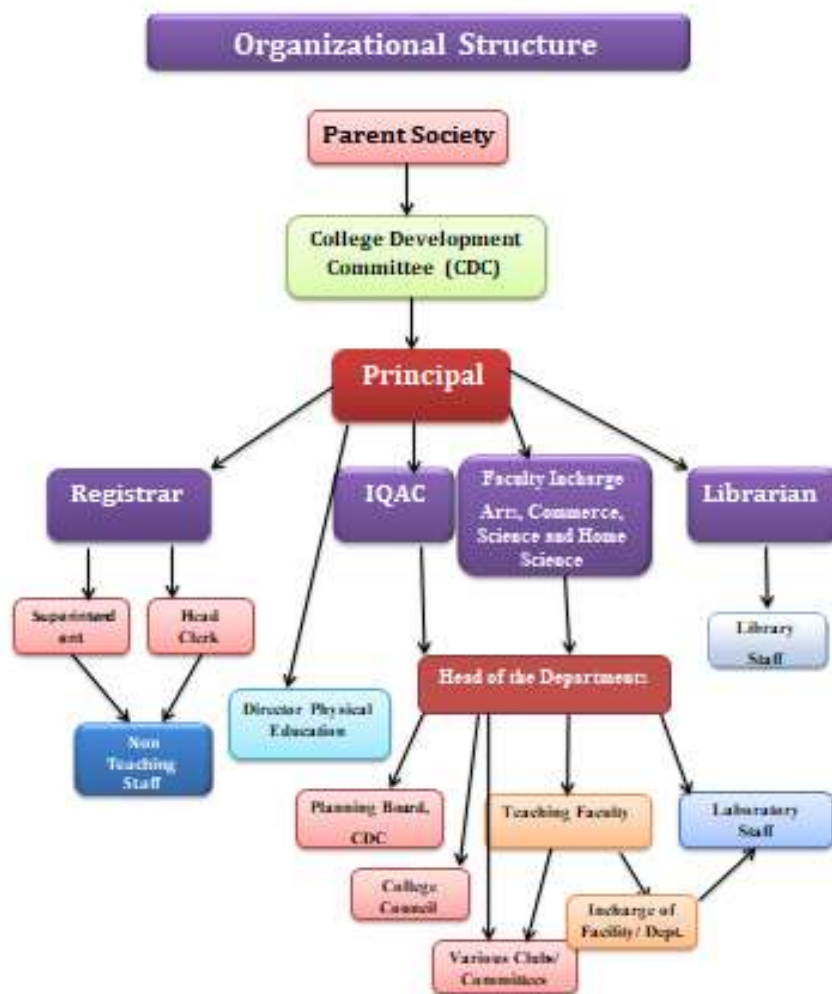 Organizational Structure
Parent Society
College Development
Committee (CDC)
Principal
Registrar
IQAC
Faculty Incharge
Arts, Commerce,
Science and Home
Science
Librarian
Superintend
ent
Head
Clerk
Library
Staff
Head of the Departments
Director Physical
Education
Non
Teaching
Staff
Planning Board,
CDC
Teaching Faculty
Laboratory
Staff
College
Council
Incharge of
Facility/ Dept.
Various Clubs/
Committees